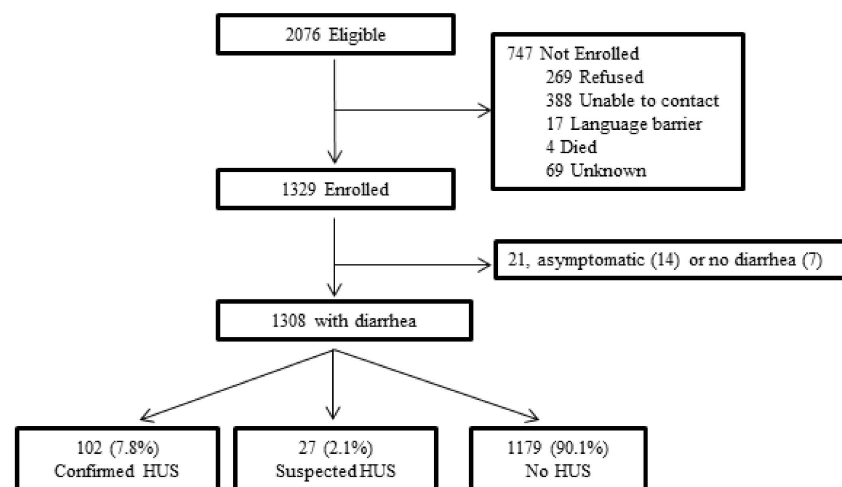 2076 Eligible
747 Not Enrolled
269 Refused
388 Unable to contact
17 Language barrier
4 Died
69 Unknown
1329 Enrolled
21, asymptomatic (14) or no diarrhea (7)
1308 with diarrhea
102 (7.8%)
Confirmed HUS
27 (2.1%)
Suspected HUS
1179 (90.1%)
No HUS